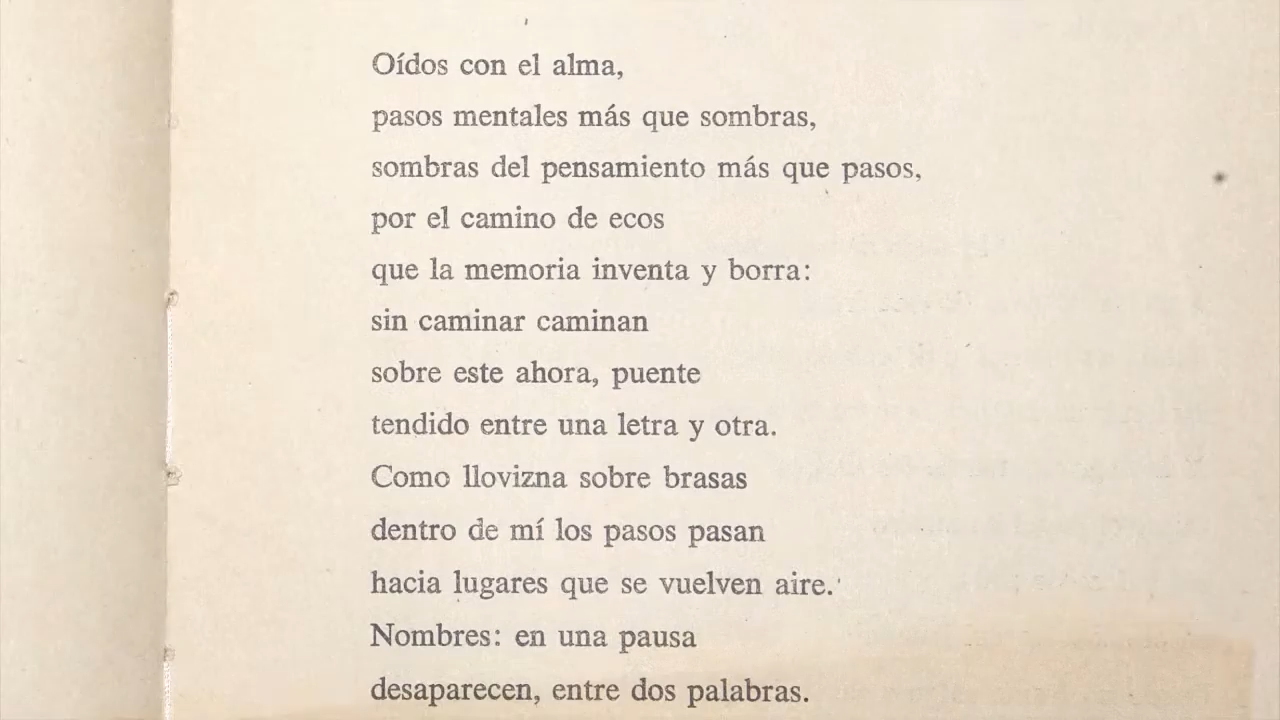 Oídos con el alma,
pasos mentales más que sombras,
sombras del pensamiento más que pasos,
por el camino de ecos
que la memoria inventa y borra:
sin caminar caminan
sobre este ahora, puente
tendido entre una letra y otra.
Como llovizna sobre brasas
dentro de mí los pasos pasan
hacia lugares que se vuelven aire.
Nombres: en una pausa
desaparecen, entre dos palabras.